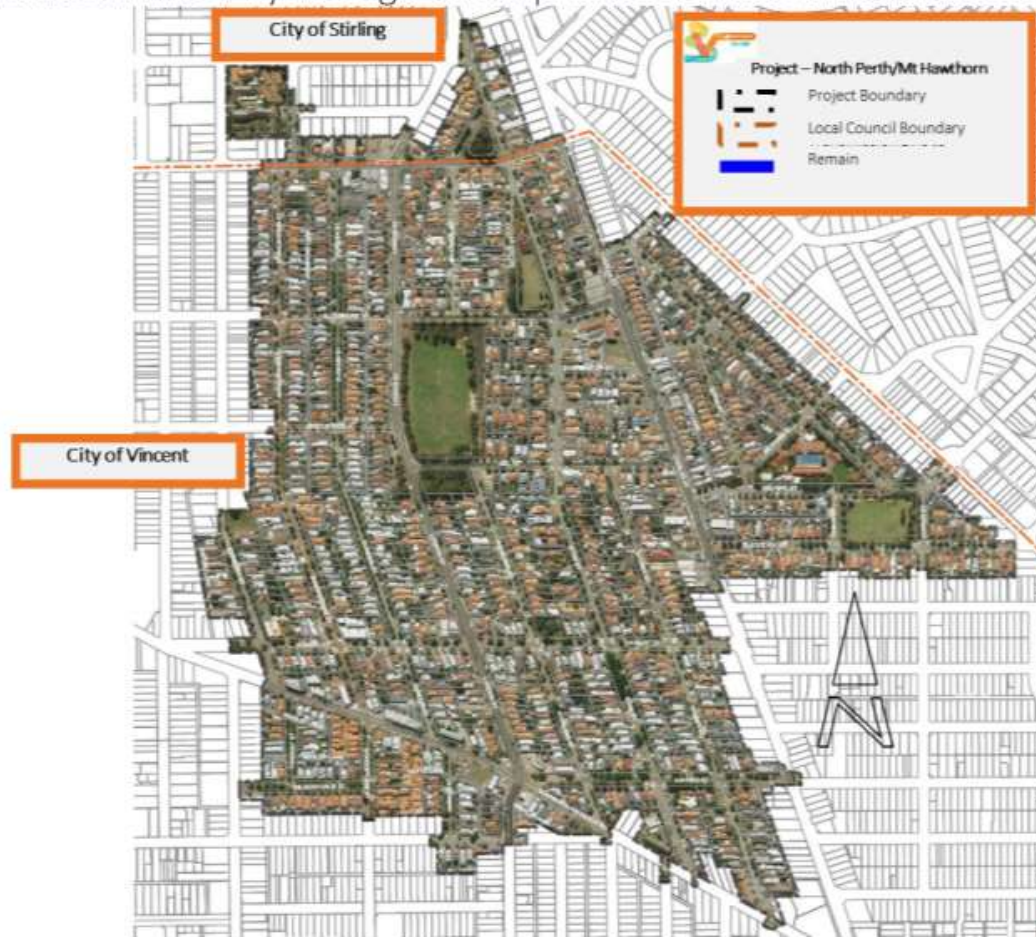 City of Stirling
Project – North Perth/Mt Hawthorn
Project Boundary
Local Council Boundary
Remain
City of Vincent
N